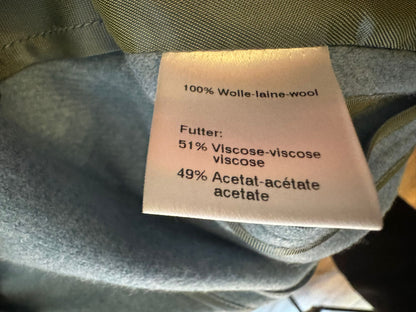 100% Wolle-laine-wool
Futter:
51% Viscose-viscose
viscose
49% Acetat-acétate
acetate